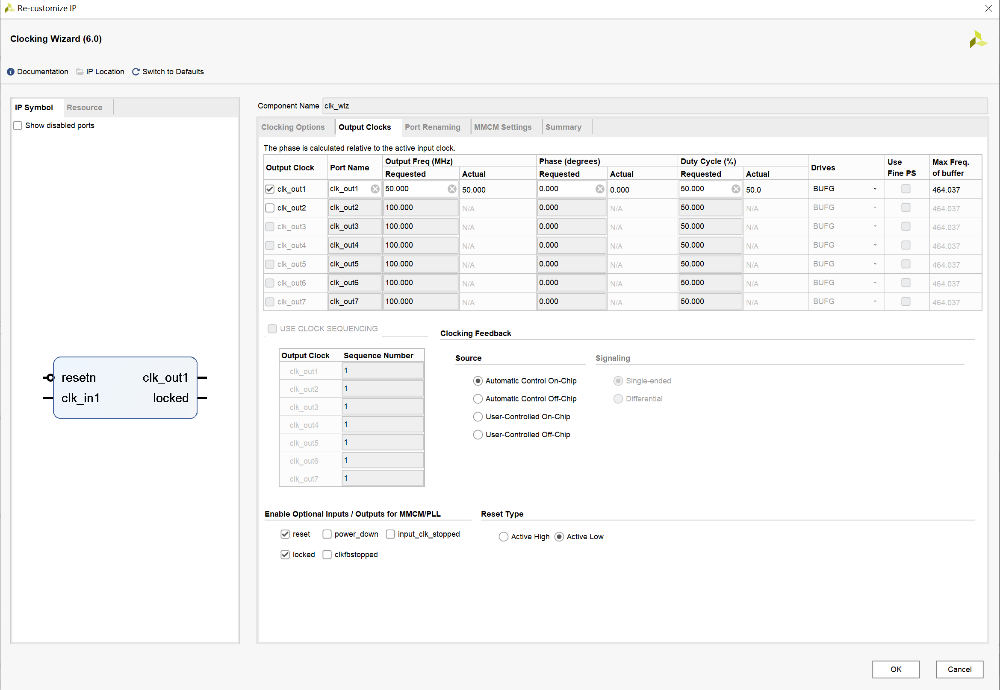 Re-customize IP
Clocking Wizard (6.0)
Documentation IP Location Switch to Defaults
IP Symbol Resource
Show disabled ports
resetn clk_out1
clk_in1 locked
Component Name clk_wiz
Clocking Options Output Clocks Port Renaming MMCM Settings Summary
The phase is calculated relative to the active input clock.
Output Clock Port Name Output Freq (MHz) Phase (degrees) Duty Cycle (%) Drives Use Fine PS Max Freq. of buffer
Requested Actual Requested Actual Requested Actual
clk_out1 clk_out1 50.000 50.000 0.000 0.000 50.000 50.0 BUFG 464.037
clk_out2 clk_out2 100.000 N/A 0.000 N/A 50.000 N/A BUFG 464.037
clk_out3 clk_out3 100.000 N/A 0.000 N/A 50.000 N/A BUFG 464.037
clk_out4 clk_out4 100.000 N/A 0.000 N/A 50.000 N/A BUFG 464.037
clk_out5 clk_out5 100.000 N/A 0.000 N/A 50.000 N/A BUFG 464.037
clk_out6 clk_out6 100.000 N/A 0.000 N/A 50.000 N/A BUFG 464.037
clk_out7 clk_out7 100.000 N/A 0.000 N/A 50.000 N/A BUFG 464.037
USE CLOCK SEQUENCING
Output Clock Sequence Number
clk_out1 1
clk_out2 1
clk_out3 1
clk_out4 1
clk_out5 1
clk_out6 1
clk_out7 1
Clocking Feedback
Source Signaling
Automatic Control On-Chip Single-ended
Automatic Control Off-Chip Differential
User-Controlled On-Chip
User-Controlled Off-Chip
Enable Optional Inputs / Outputs for MMCM/PLL
reset power_down input_clk_stopped
locked clkfbstopped
Reset Type
Active High Active Low
OK Cancel